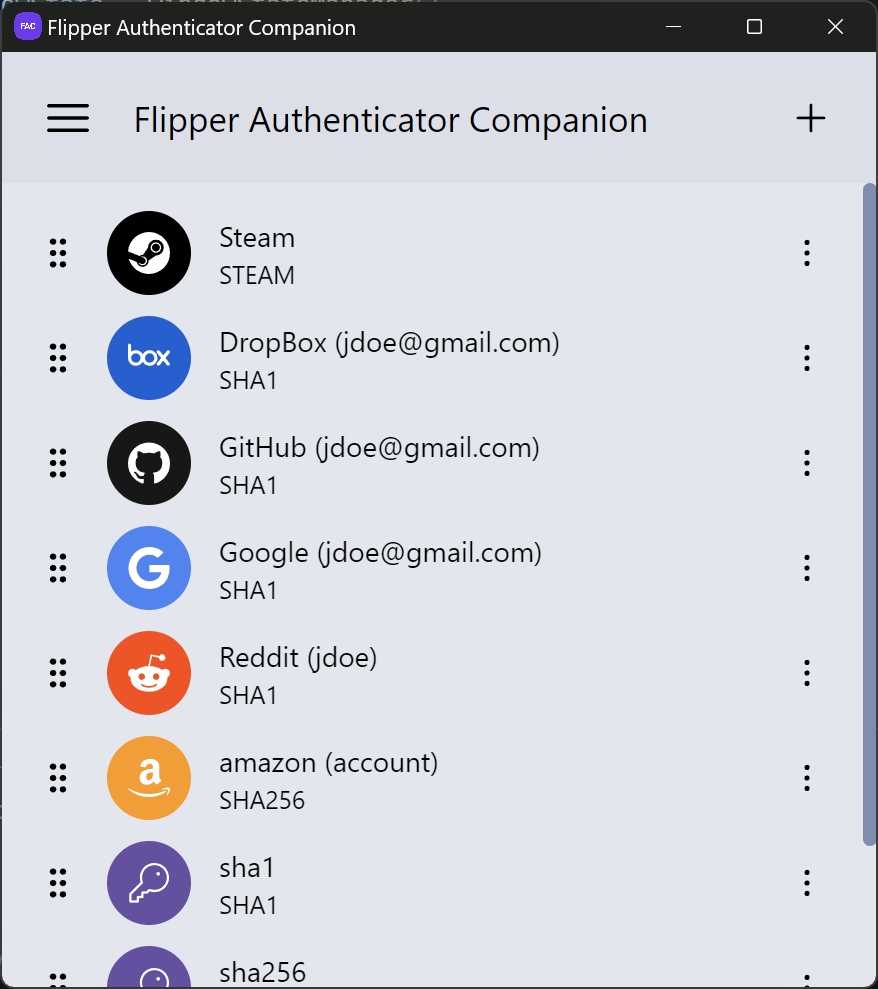 FAC Flipper Authenticator Companion
Flipper Authenticator Companion
Steam
STEAM
box
DropBox (jdoe@gmail.com)
SHA1
GitHub (jdoe@gmail.com)
SHA1
G
Google (jdoe@gmail.com)
SHA1
Reddit (jdoe)
SHA1
a
amazon (account)
SHA256
sha1
SHA1
sha256